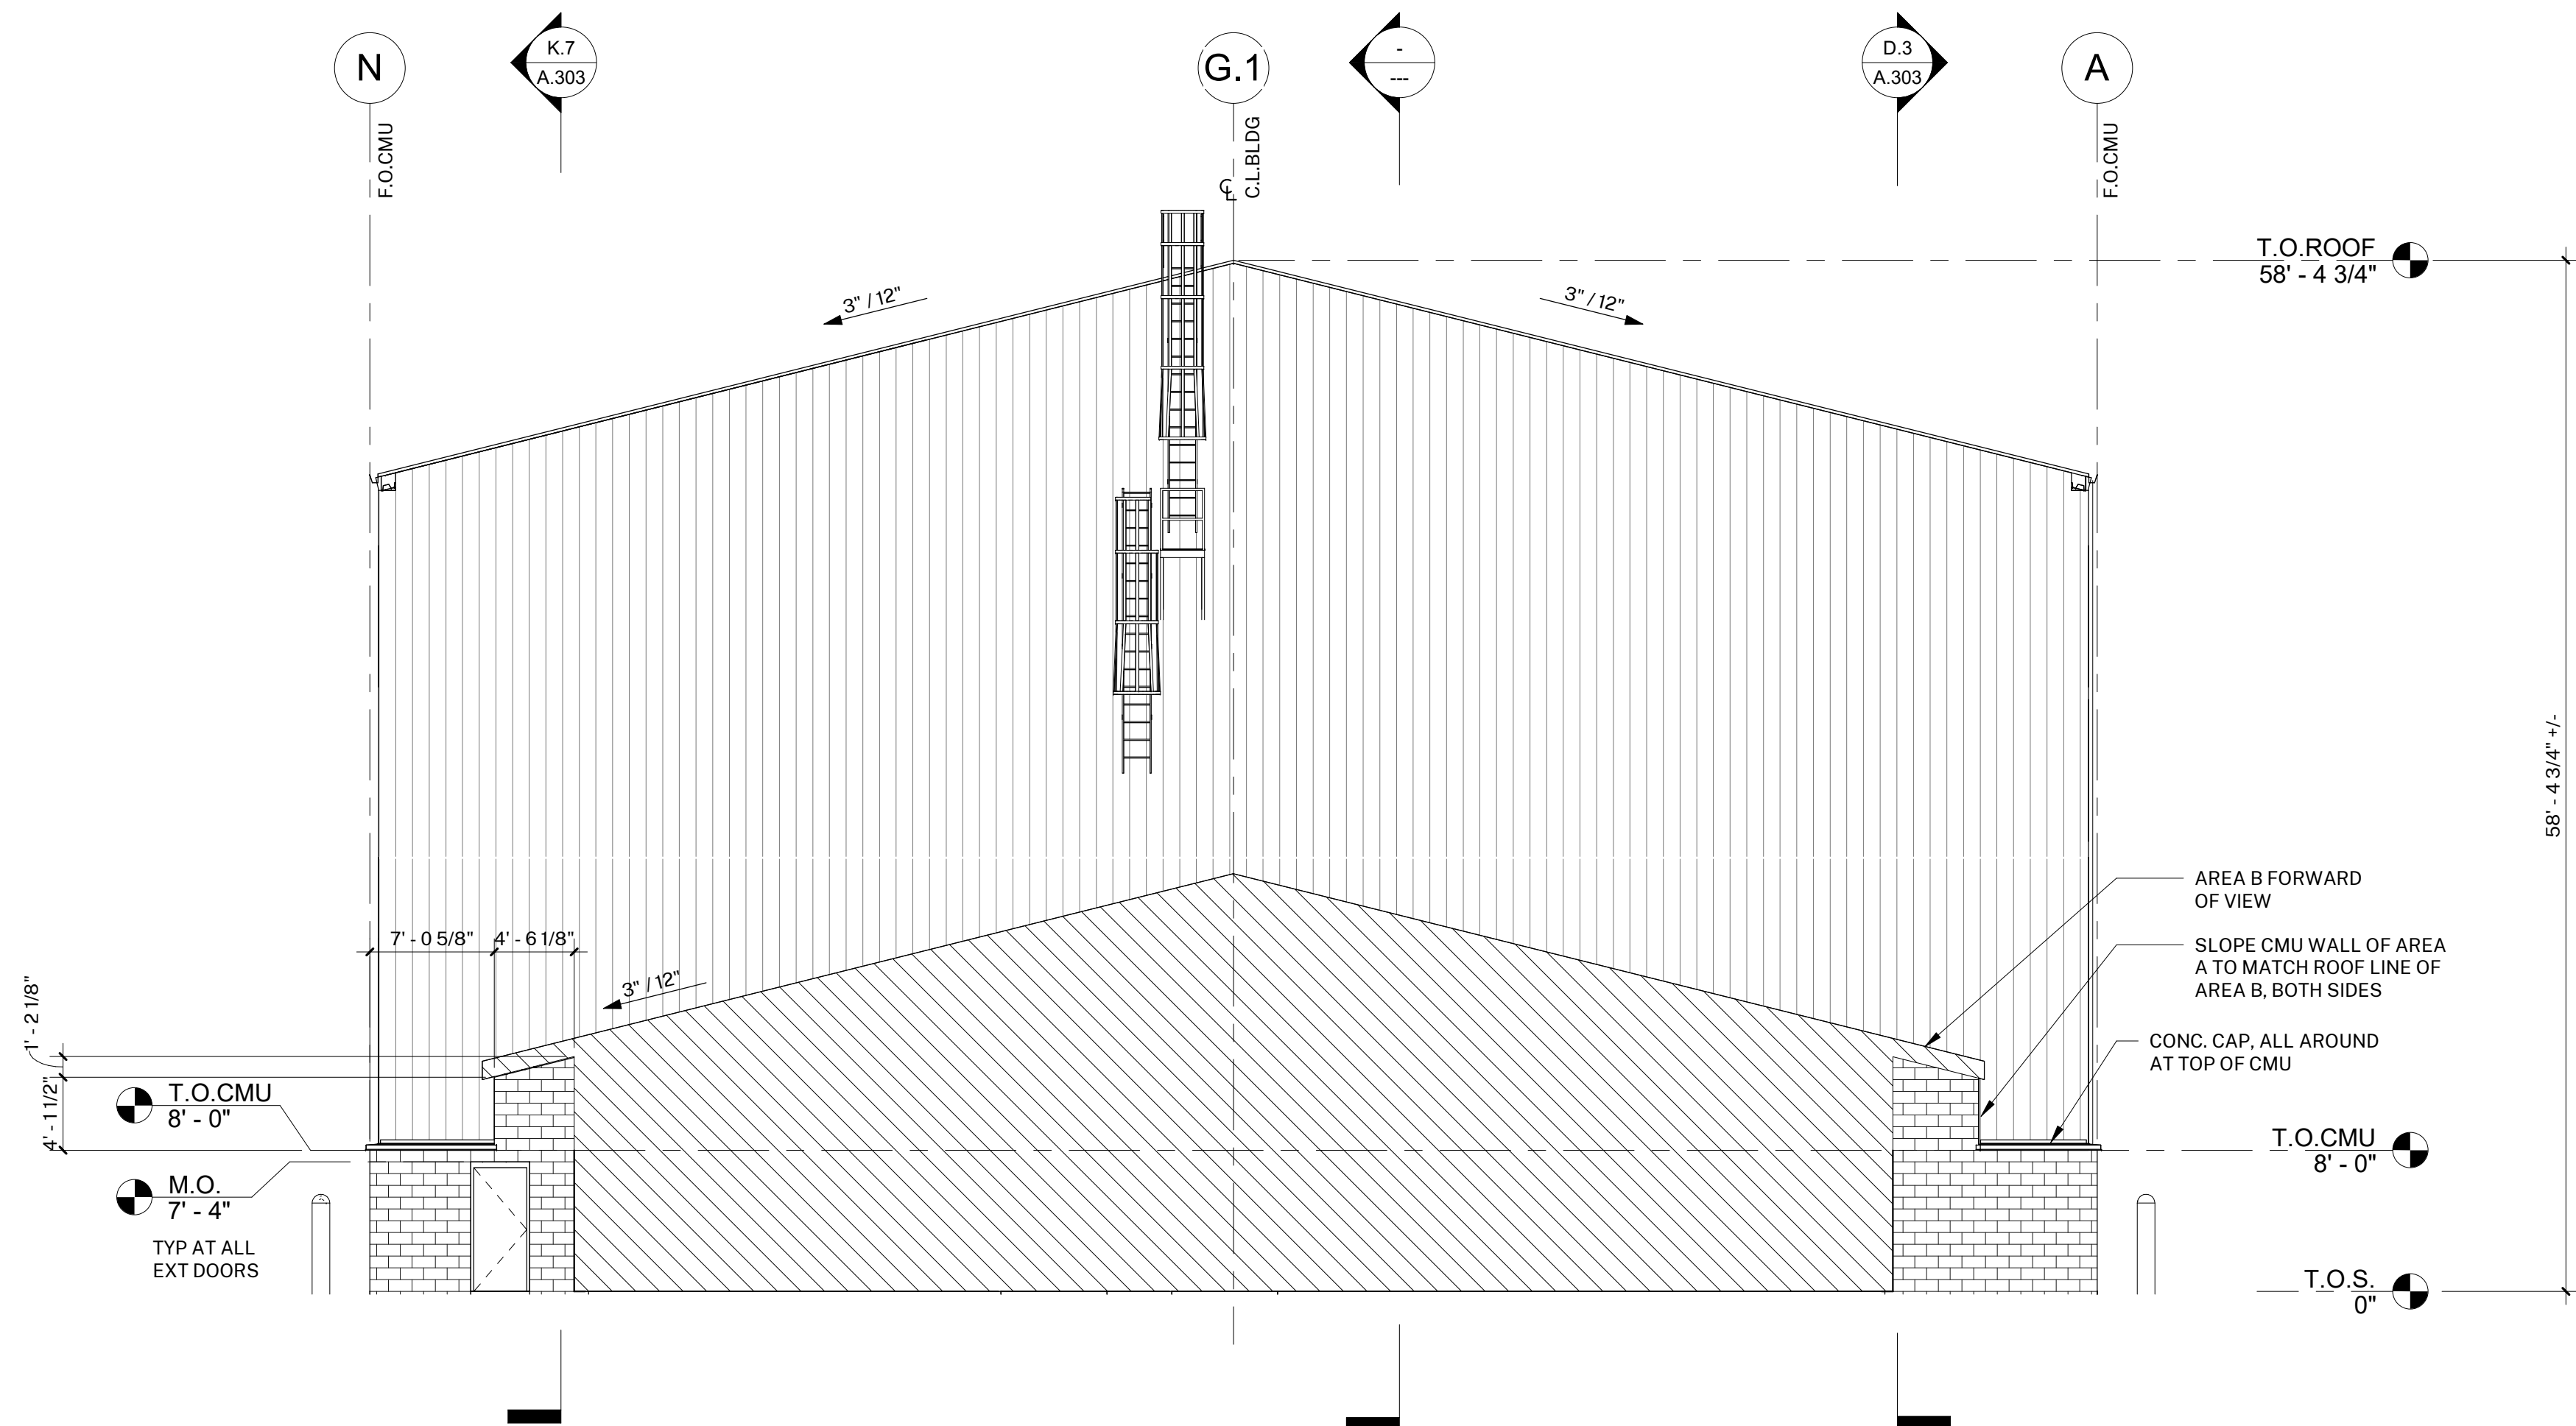 N
K.7
A.303
G.1
-
---
D.3
A.303
A
F.O.CMU
C.L.BLDG
F.O.CMU
T.O.ROOF
58' - 4 3/4"
3" / 12"
3" / 12"
58' - 4 3/4" +/-
AREA B FORWARD
OF VIEW
7' - 0 5/8"
4' - 6 1/8"
SLOPE CMU WALL OF AREA
A TO MATCH ROOF LINE OF
AREA B, BOTH SIDES
3" / 12"
1' - 2 1/8"
CONC. CAP, ALL AROUND
AT TOP OF CMU
4' - 1 1/2"
T.O.CMU
8' - 0"
T.O.CMU
8' - 0"
M.O.
7' - 4"
TYP AT ALL
EXT DOORS
T.O.S.
0"